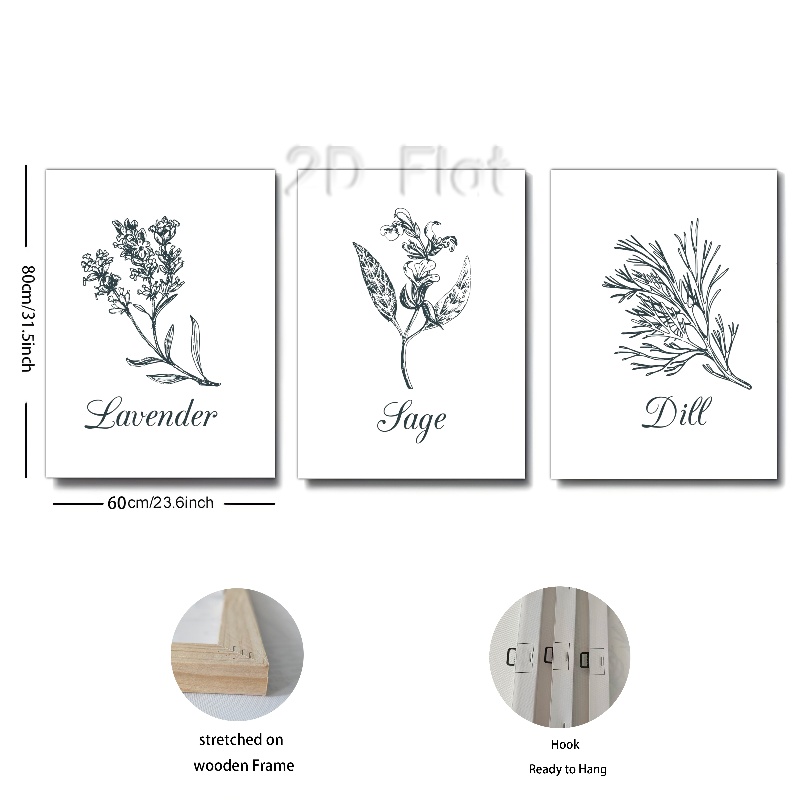 2D Flat
80cm/31.5inch
Lavender
Sage
Dill
60cm/23.6inch
stretched on
wooden Frame
Hook
Ready to Hang